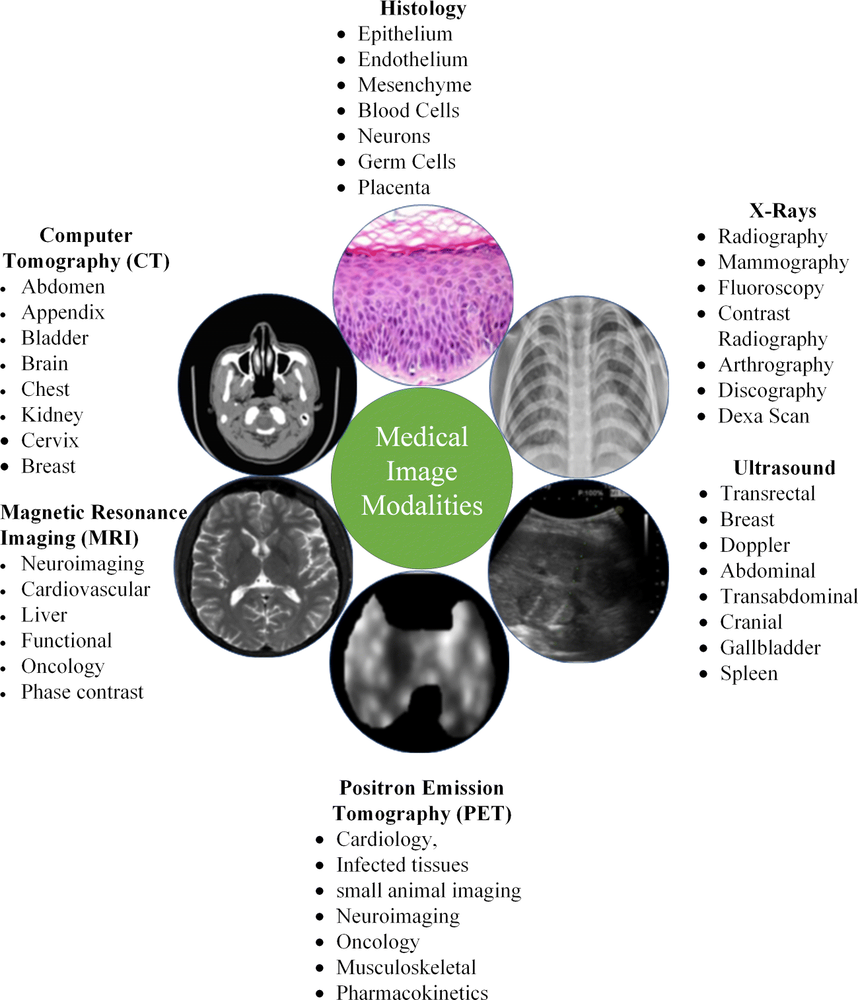 Histology
• Epithelium
• Endothelium
• Mesenchyme
• Blood Cells
• Neurons
• Germ Cells
• Placenta
X-Rays
• Radiography
• Mammography
• Fluoroscopy
• Contrast
Radiography
• Arthrography
• Discography
• Dexa Scan
Computer
Tomography (CT)
• Abdomen
• Appendix
• Bladder
• Brain
• Chest
• Kidney
• Cervix
• Breast
Medical
Image
Modalities
Ultrasound
• Transrectal
• Breast
• Doppler
• Abdominal
• Transabdominal
• Cranial
• Gallbladder
• Spleen
P:100%
Magnetic Resonance
Imaging (MRI)
• Neuroimaging
• Cardiovascular
• Liver
• Functional
• Oncology
• Phase contrast
Positron Emission
Tomography (PET)
• Cardiology,
• Infected tissues
• small animal imaging
• Neuroimaging
• Oncology
• Musculoskeletal
• Pharmacokinetics